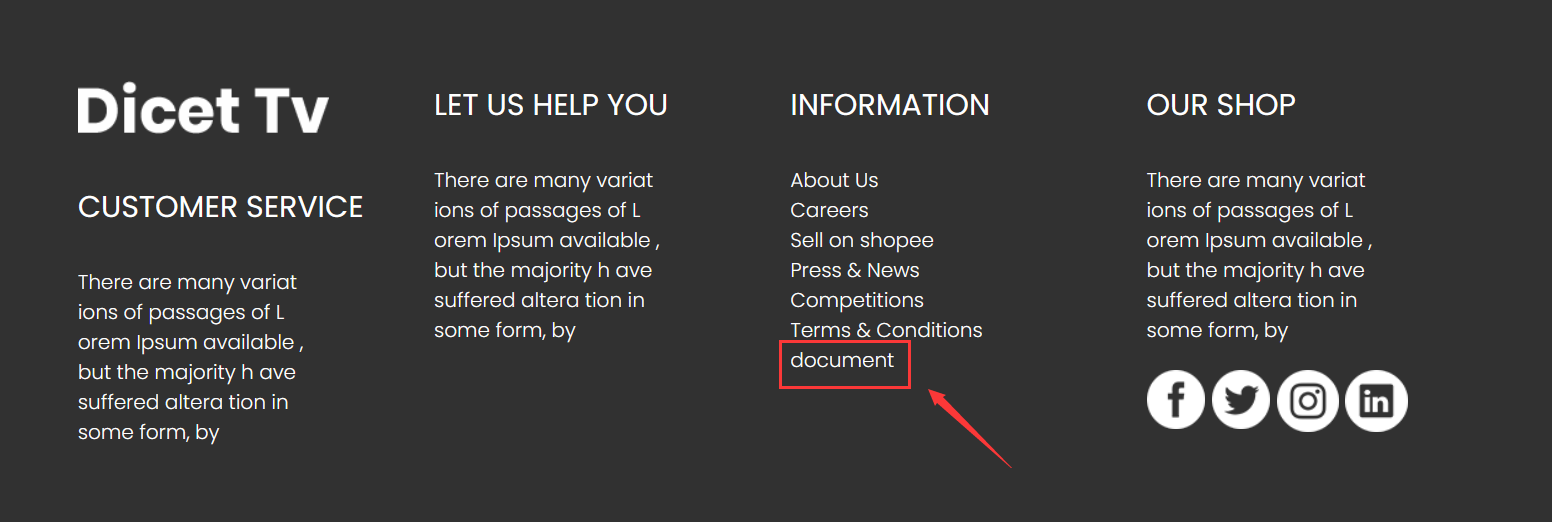 Dicet Tv
CUSTOMER SERVICE
There are many variat
ions of passages of L
orem Ipsum available ,
but the majority h ave
suffered altera tion in
some form, by
LET US HELP YOU
There are many variat
ions of passages of L
orem Ipsum available ,
but the majority h ave
suffered altera tion in
some form, by
INFORMATION
About Us
Careers
Sell on shopee
Press & News
Competitions
Terms & Conditions
document
OUR SHOP
There are many variat
ions of passages of L
orem Ipsum available ,
but the majority h ave
suffered altera tion in
some form, by